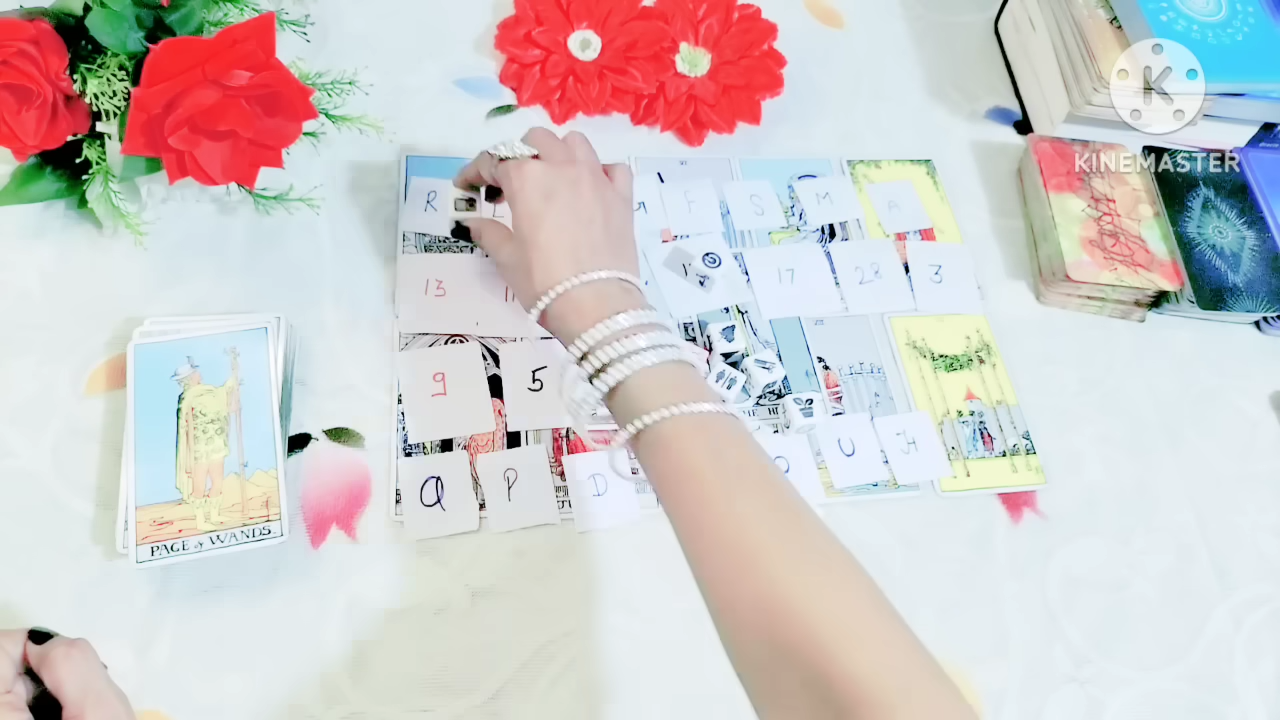 K
KINEMASTER
R F S M A
13 17 28 3
9 5
U H
Q P D
PAGE of WANDS.